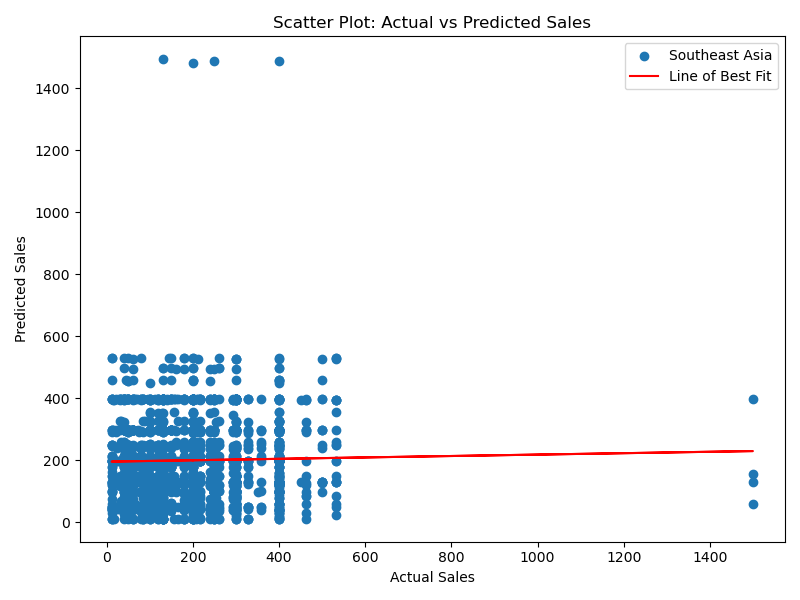 Scatter Plot: Actual vs Predicted Sales
Southeast Asia
Line of Best Fit
Predicted Sales
1400
1200
1000
800
600
400
200
0
0 200 400 600 800 1000 1200 1400
Actual Sales